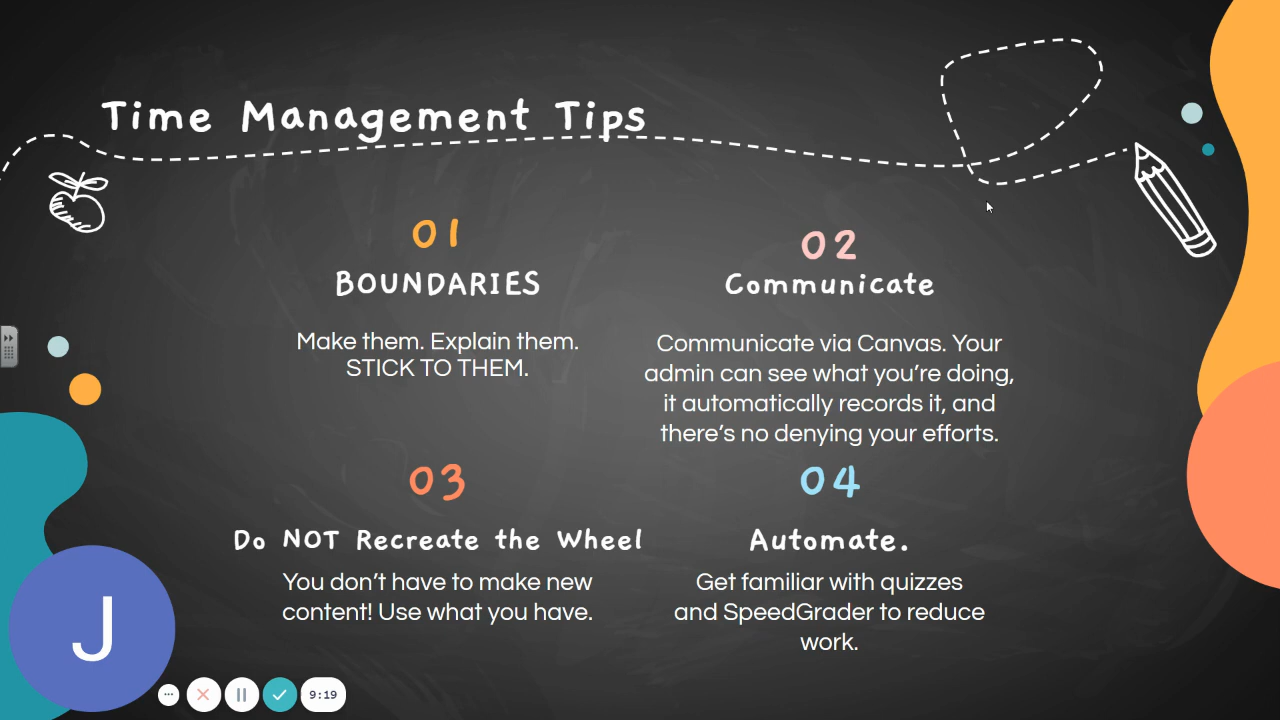 Time Management Tips
01
BOUNDARIES
Make them. Explain them.
STICK TO THEM.
02
Communicate
Communicate via Canvas. Your
admin can see what you’re doing,
it automatically records it, and
there’s no denying your efforts.
03
Do NOT Recreate the Wheel
You don’t have to make new
content! Use what you have.
04
Automate.
Get familiar with quizzes
and SpeedGrader to reduce
work.
J
9:19